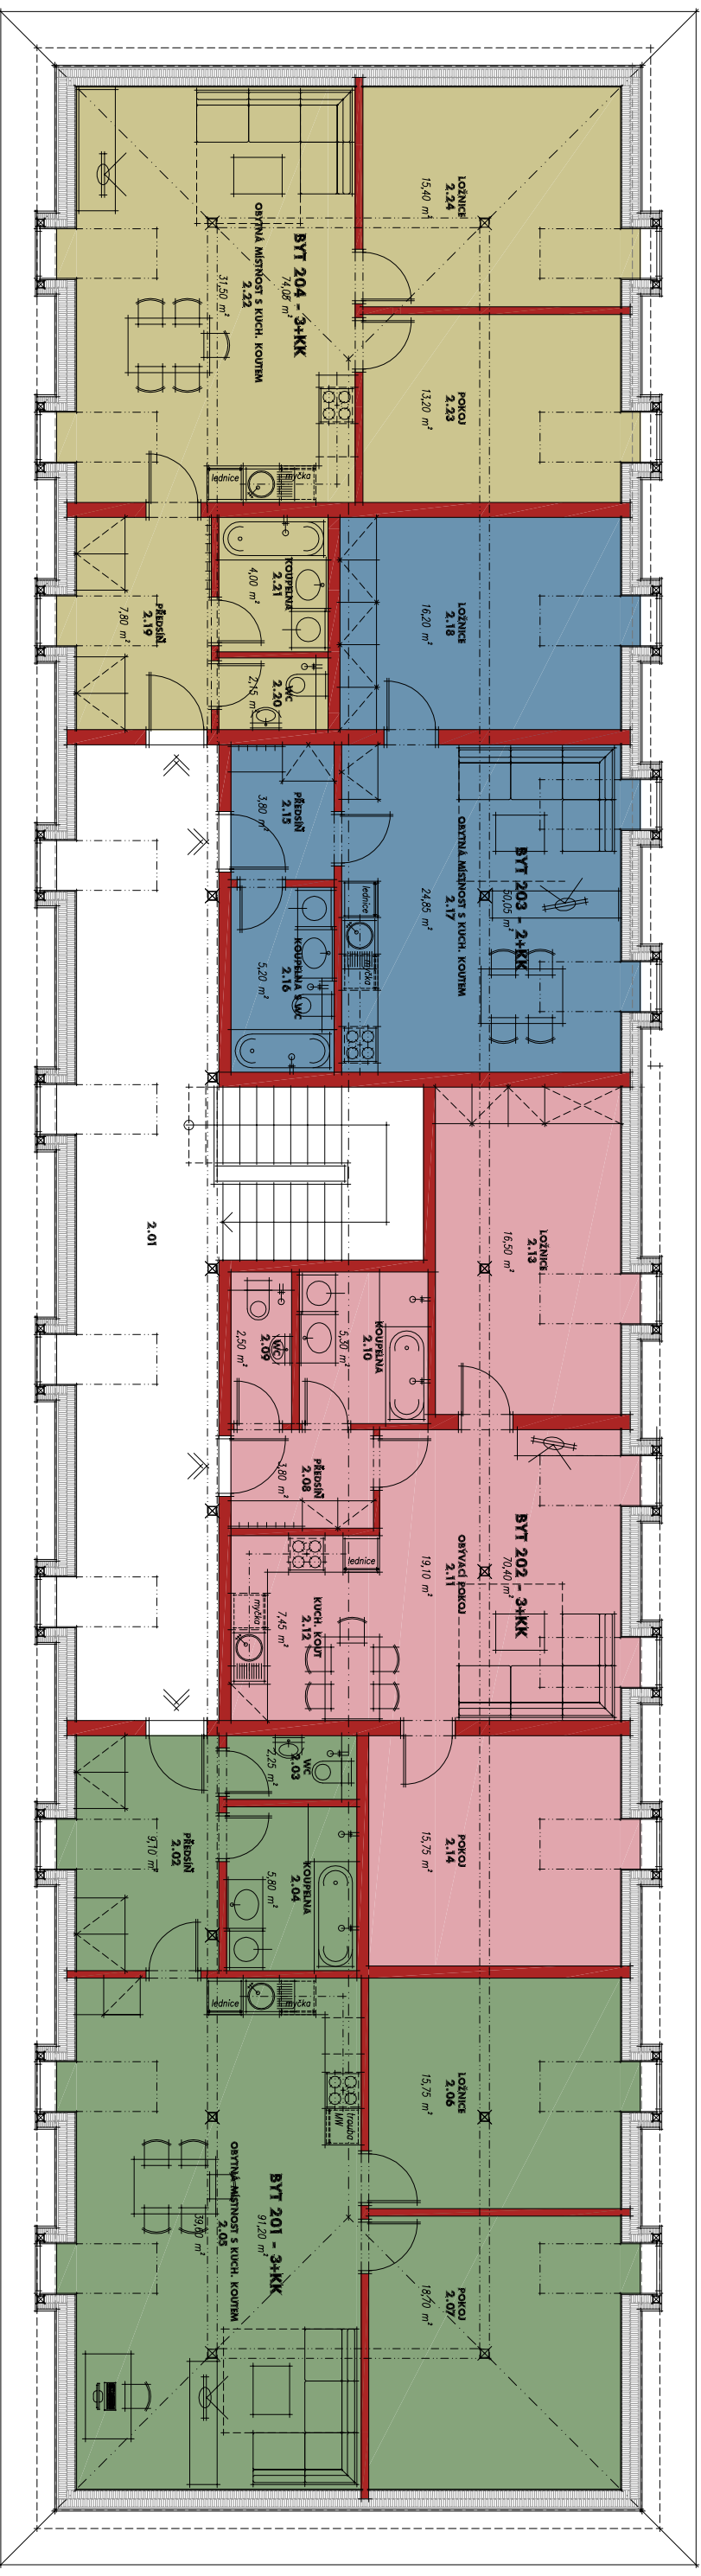 LOŽNICE
2.24
15,40 m²
BYT 204 - 3+KK
74,08 m²
OBYTNÁ MÍSTNOST S KUCH. KOUTEM
2.22
31,50 m²
POKOJ
2.23
13,20 m²
lednice
myčka
KOUPELNA
2.21
4,00 m²
PŘEDSÍŇ
2.19
7,80 m²
WC
2.20
2,15 m²
LOŽNICE
2.18
16,20 m²
PŘEDSÍŇ
2.15
3,80 m²
BYT 203 - 2+KK
50,05 m²
OBYTNÁ MÍSTNOST S KUCH. KOUTEM
2.17
24,85 m²
lednice
myčka
KOUPELNA S WC
2.16
5,20 m²
2.01
LOŽNICE
2.13
16,50 m²
KOUPELNA
2.10
5,30 m²
WC
2.09
2,50 m²
PŘEDSÍŇ
2.08
3,80 m²
BYT 202 - 3+KK
70,40 m²
OBÝVACÍ POKOJ
2.11
19,10 m²
lednice
KUCH. KOUT
2.12
7,45 m²
myčka
WC
2.03
2,25 m²
PŘEDSÍŇ
2.02
9,10 m²
KOUPELNA
2.04
5,80 m²
POKOJ
2.14
15,75 m²
lednice
myčka
trouba
MW
LOŽNICE
2.06
15,75 m²
BYT 201 - 3+KK
91,20 m²
OBYTNÁ MÍSTNOST S KUCH. KOUTEM
2.05
POKOJ
2.07
18,70 m²